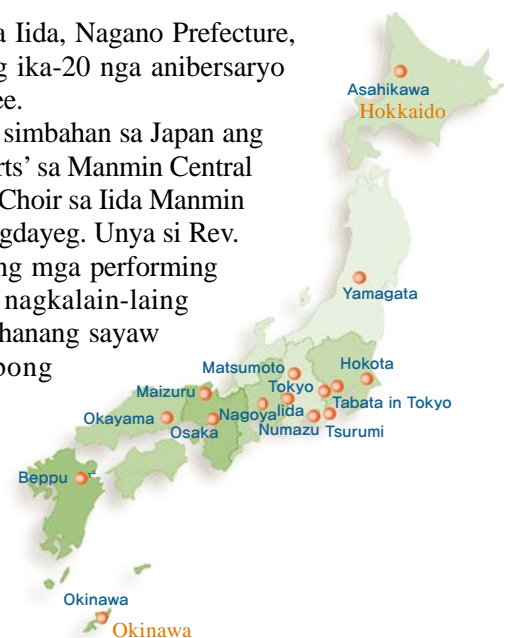 a Iida, Nagano Prefecture,
g ika-20 nga anibersaryo
ee.
simbahan sa Japan ang
rts’ sa Manmin Central
Choir sa Iida Manmin
gdayeg. Unya si Rev.
ng mga performing
nagkalain-laing
hanang sayaw
bong
Asahikawa
Hokkaido
Yamagata
Matsumoto
Hokota
Maizuru
Tokyo
Tabata in Tokyo
Okayama
Nagoya
Iida
Osaka
Numazu
Tsurumi
Beppu
Okinawa
Okinawa